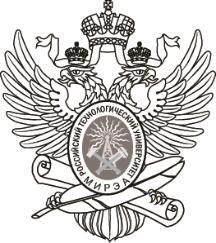 РОССИЙСКИЙ ТЕХНОЛОГИЧЕСКИЙ УНИВЕРСИТЕТ
МИРЭА